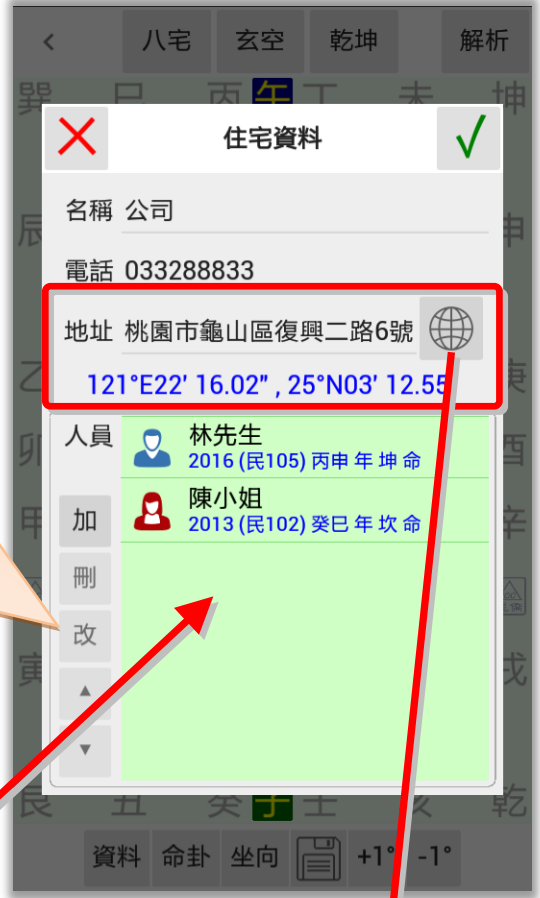 < 八宅 玄空 乾坤 解析
巽 巳 丙 午 丁 未 坤
住宅資料
名稱 公司
辰 申
電話 033288833
地址 桃園市龜山區復興二路6號
乙 庚
121°E22' 16.02" , 25°N03' 12.55
人員 林先生
2016 (民105) 丙申 年 坤 命
卯 酉
陳小姐
2013 (民102) 癸巳 年 坎 命
甲 加 辛
刪
改
寅 戌
▲
▼
艮 丑 癸 子 壬 亥 乾
資料 命卦 坐向 +1° -1°